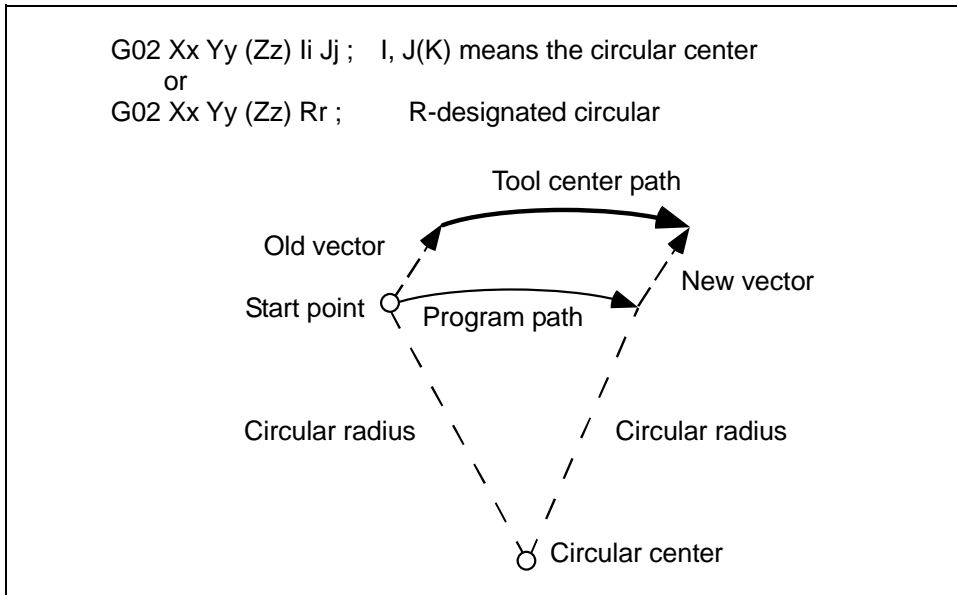 G02 Xx Yy (Zz) Ii Jj ; I, J(K) means the circular center
or
G02 Xx Yy (Zz) Rr ; R-designated circular
Tool center path
Old vector
New vector
Start point
Program path
Circular radius
Circular radius
Circular center